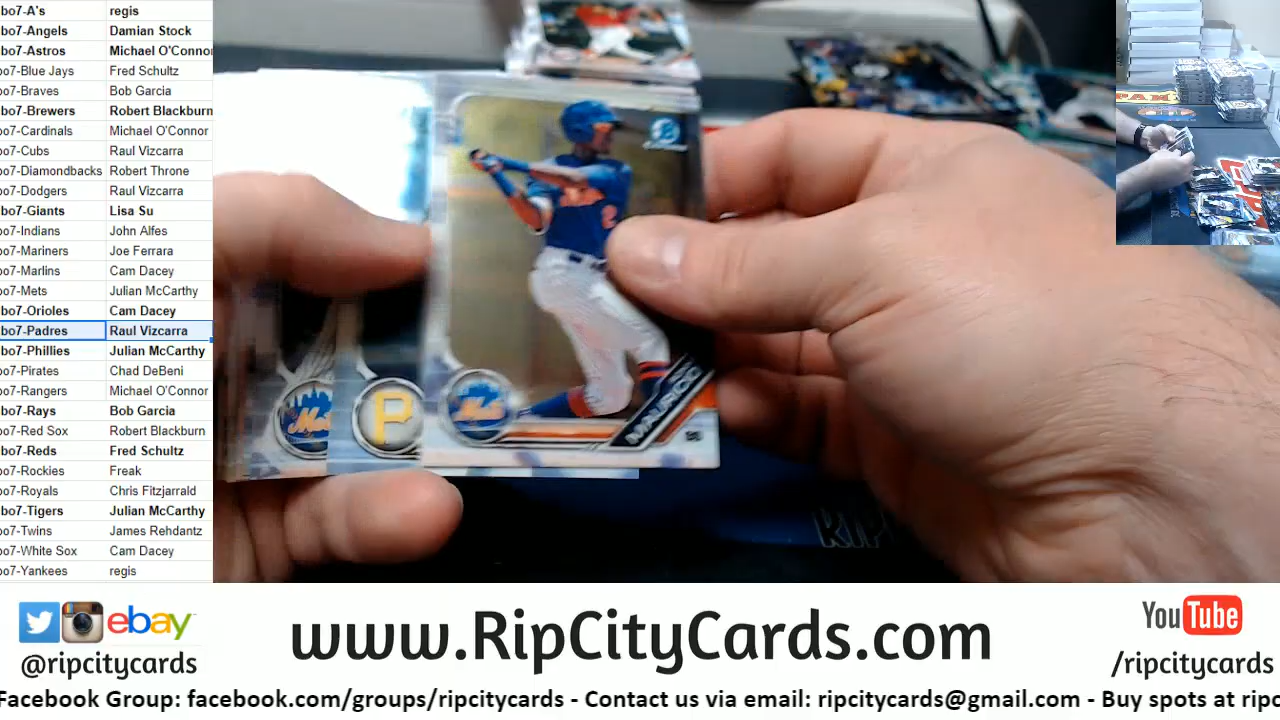 bo7-A's regis
bo7-Angels Damian Stock
bo7-Astros Michael O'Connor
bo7-Blue Jays Fred Schultz
bo7-Braves Bob Garcia
bo7-Brewers Robert Blackburn
bo7-Cardinals Michael O'Connor
bo7-Cubs Raul Vizcarra
bo7-Diamondbacks Robert Throne
bo7-Dodgers Raul Vizcarra
bo7-Giants Lisa Su
bo7-Indians John Alfes
bo7-Mariners Joe Ferrara
bo7-Marlins Cam Dacey
bo7-Mets Julian McCarthy
bo7-Orioles Cam Dacey
bo7-Padres Raul Vizcarra
bo7-Phillies Julian McCarthy
bo7-Pirates Chad DeBeni
bo7-Rangers Michael O'Connor
bo7-Rays Bob Garcia
bo7-Red Sox Robert Blackburn
bo7-Reds Fred Schultz
bo7-Rockies Freak
bo7-Royals Chris Fitzjarrald
bo7-Tigers Julian McCarthy
bo7-Twins James Rehdantz
bo7-White Sox Cam Dacey
bo7-Yankees regis
Mets
P
Mets
MAURICIO
SS
2
RIP
ebay
@ripcitycards
www.RipCityCards.com
YouTube
/ripcitycards
Facebook Group: facebook.com/groups/ripcitycards - Contact us via email: ripcitycards@gmail.com - Buy spots at ripc